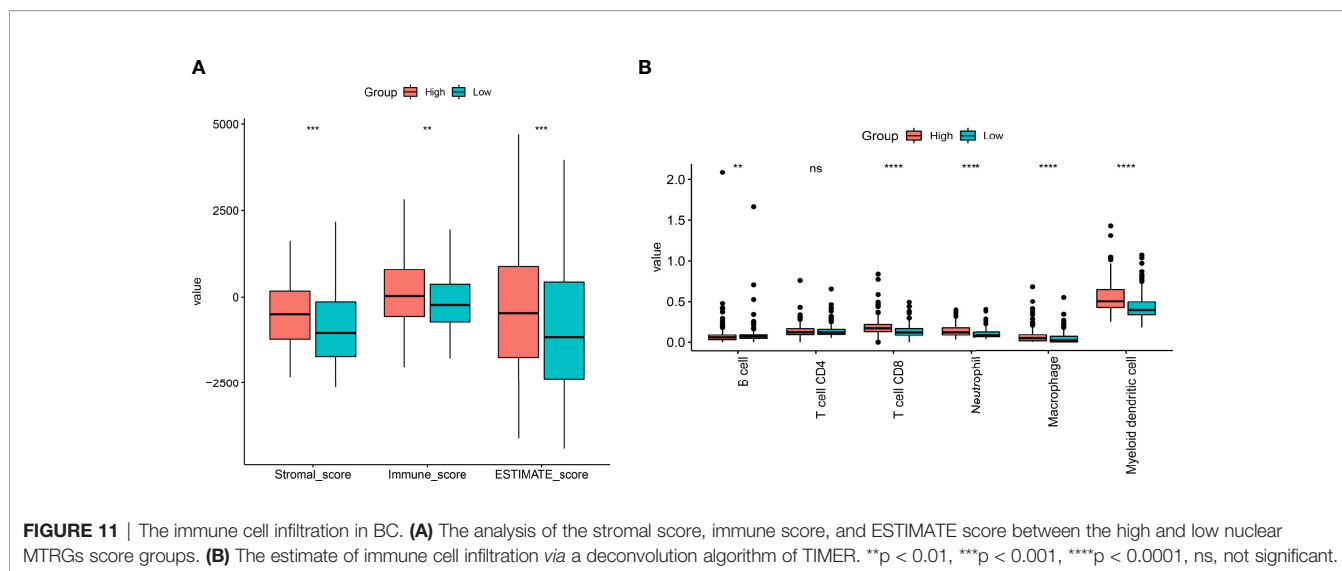 A
Group High Low
*** ** ***
5000
2500
0
−2500
value
Stromal_score Immune_score ESTIMATE_score
B
Group High Low
** ns **** **** **** ****
2.0
1.5
1.0
0.5
0.0
value
B cell
T cell CD4
T cell CD8
Neutrophil
Macrophage
Myeloid dendritic cell
FIGURE 11 | The immune cell infiltration in BC. (A) The analysis of the stromal score, immune score, and ESTIMATE score between the high and low nuclear
MTRGs score groups. (B) The estimate of immune cell infiltration via a deconvolution algorithm of TIMER. **p < 0.01, ***p < 0.001, ****p < 0.0001, ns, not significant.